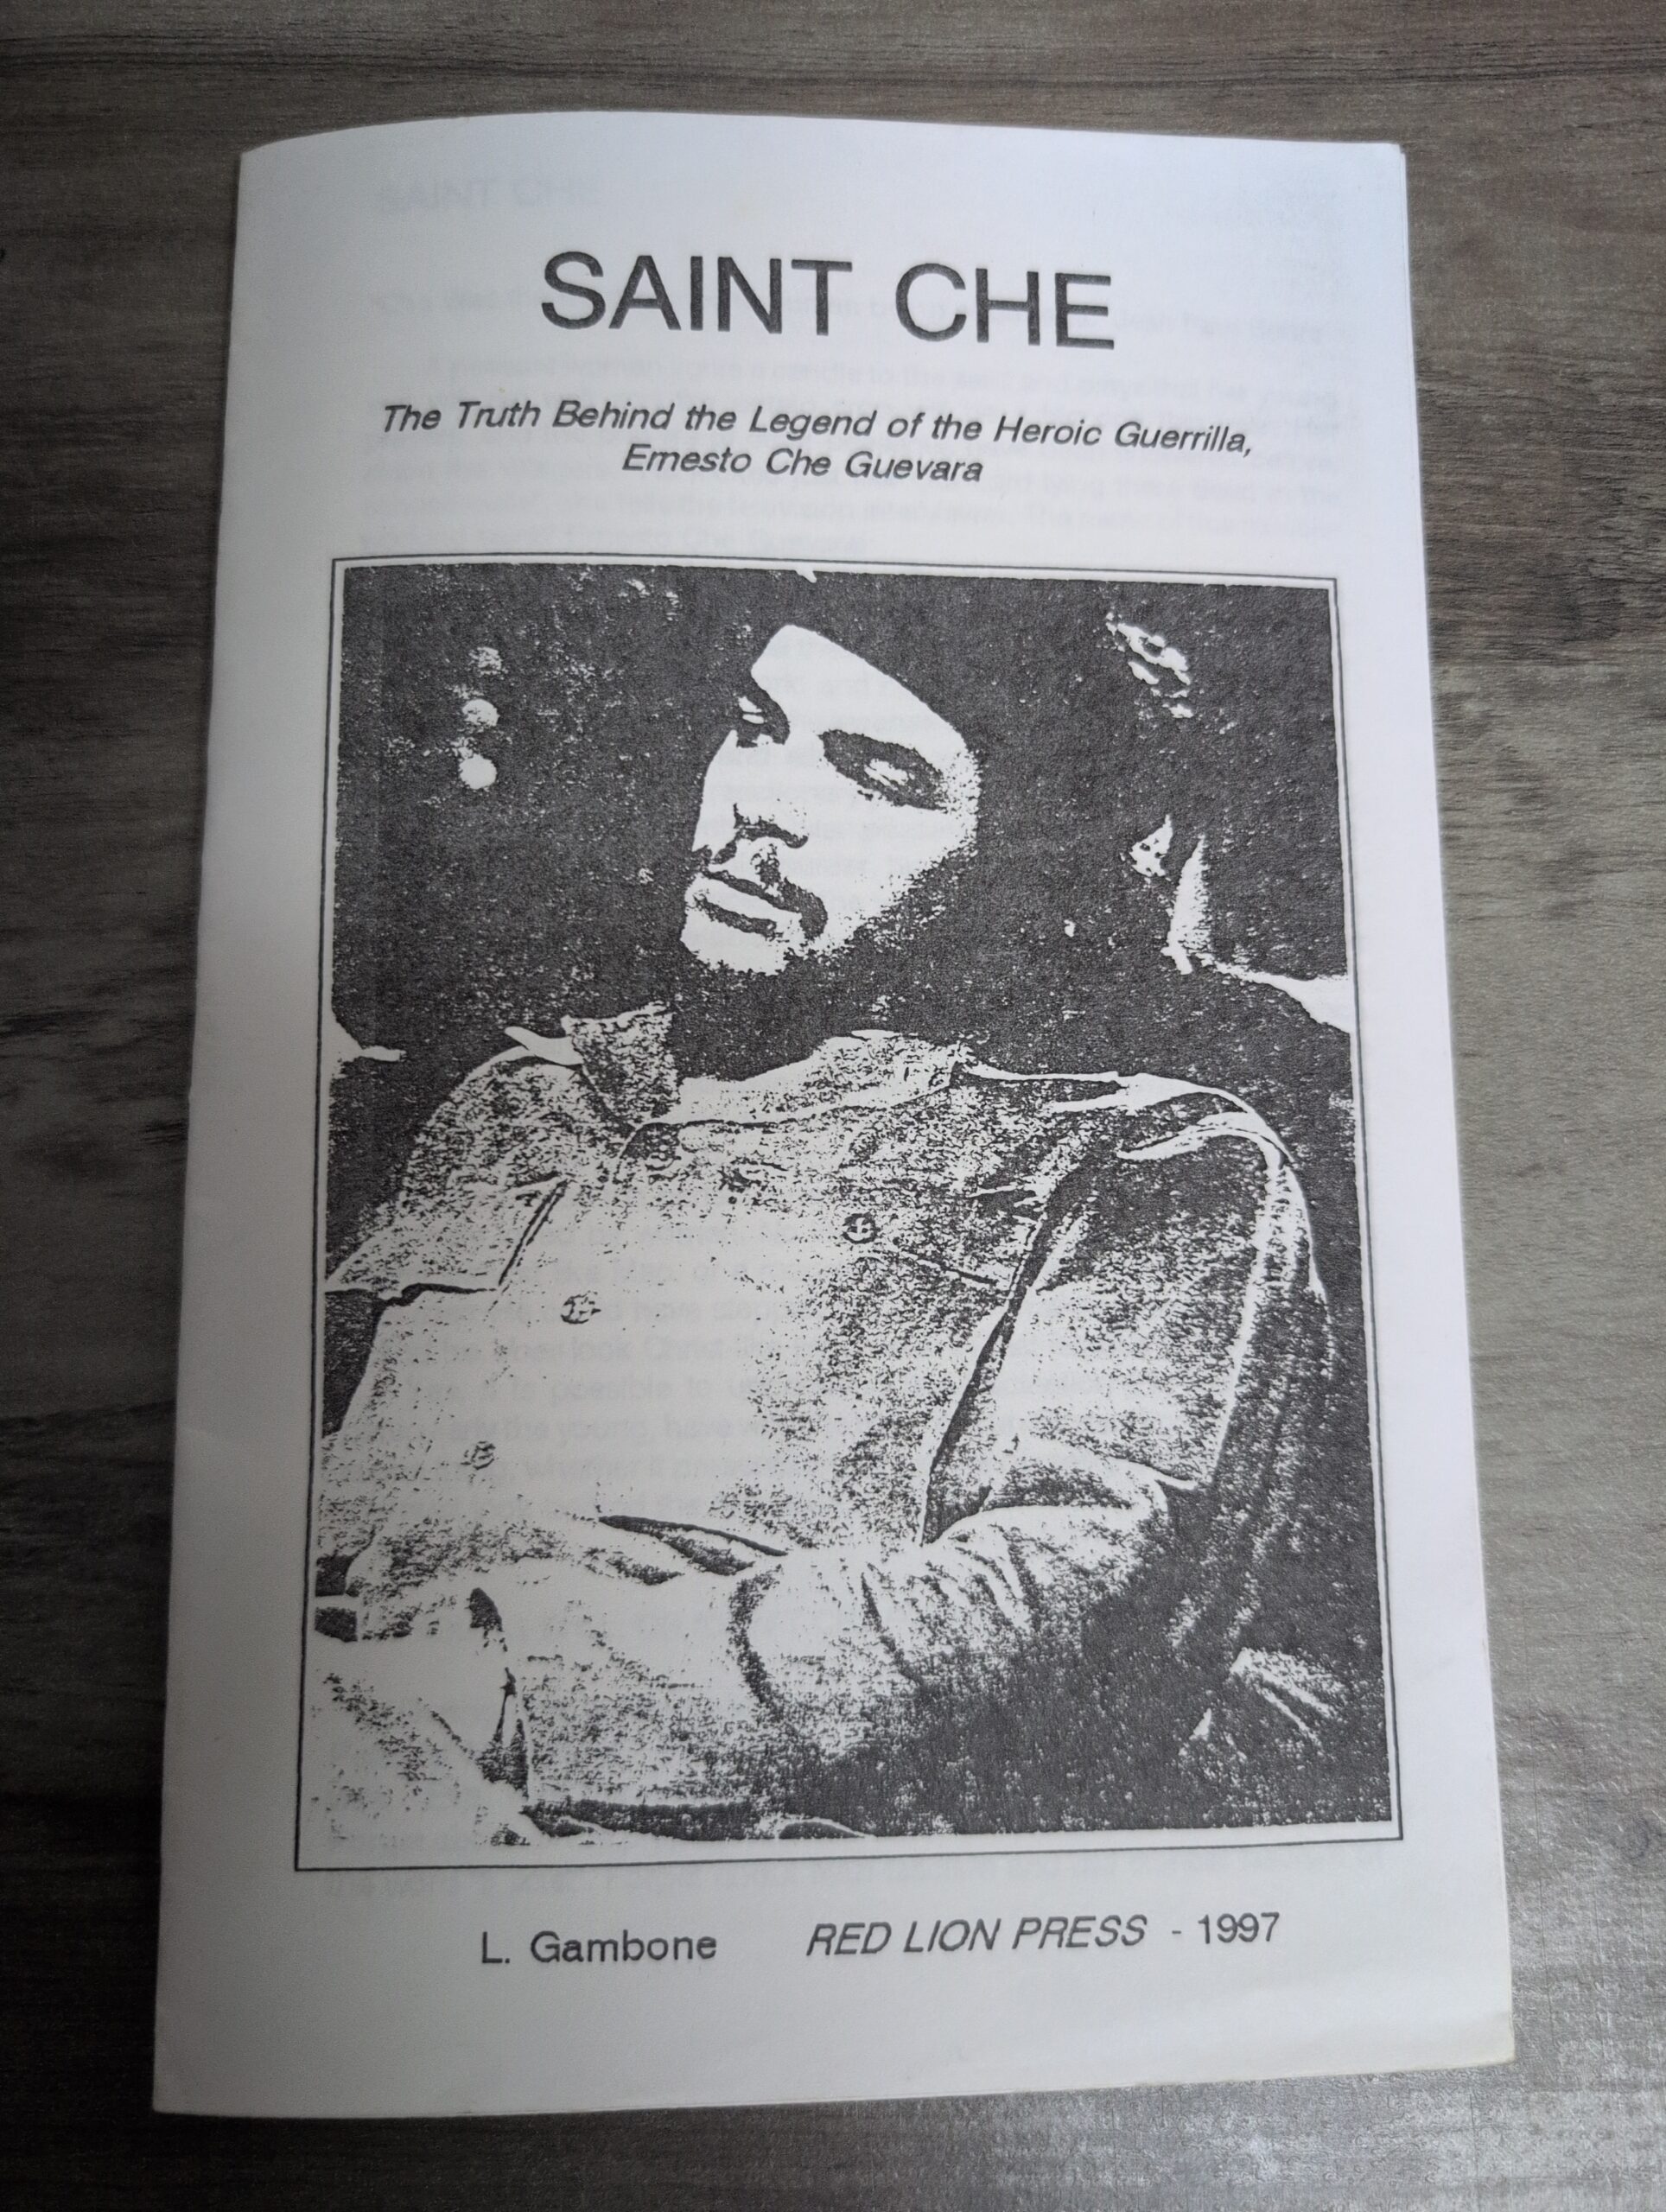 SAINT CHE
The Truth Behind the Legend of the Heroic Guerrilla,
Ernesto Che Guevara
L. Gambone RED LION PRESS - 1997